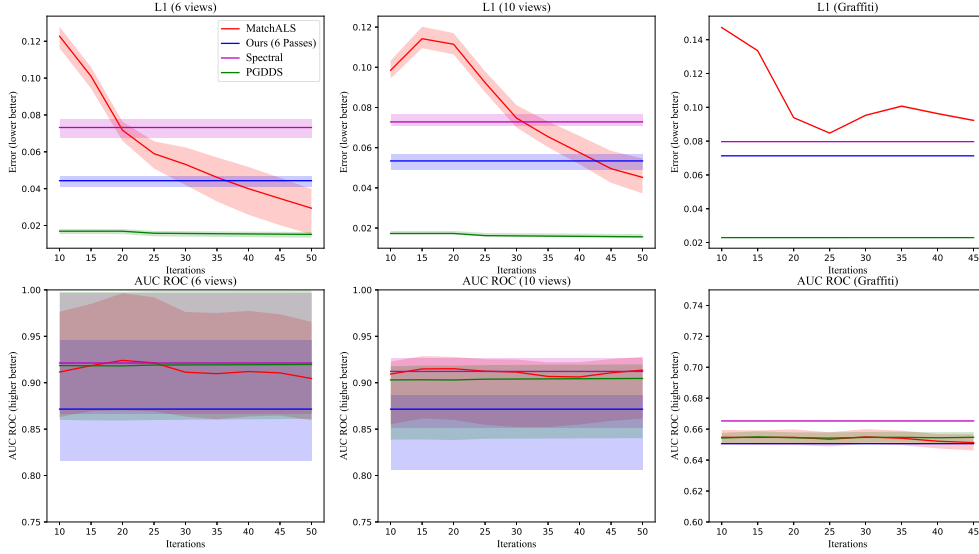 L1 (6 views)
Error (lower better)
0.12
0.10
0.08
0.06
0.04
0.02
10 15 20 25 30 35 40 45 50
Iterations
MatchALS
Ours (6 Passes)
Spectral
PGDDS
L1 (10 views)
Error (lower better)
0.12
0.10
0.08
0.06
0.04
0.02
10 15 20 25 30 35 40 45 50
Iterations
L1 (Graffiti)
Error (lower better)
0.14
0.12
0.10
0.08
0.06
0.04
0.02
10 15 20 25 30 35 40 45
Iterations
AUC ROC (6 views)
AUC ROC (higher better)
1.00
0.95
0.90
0.85
0.80
0.75
10 15 20 25 30 35 40 45 50
Iterations
AUC ROC (10 views)
AUC ROC (higher better)
1.00
0.95
0.90
0.85
0.80
0.75
10 15 20 25 30 35 40 45 50
Iterations
AUC ROC (Graffiti)
AUC ROC (higher better)
0.74
0.72
0.70
0.68
0.66
0.64
0.62
0.60
10 15 20 25 30 35 40 45
Iterations